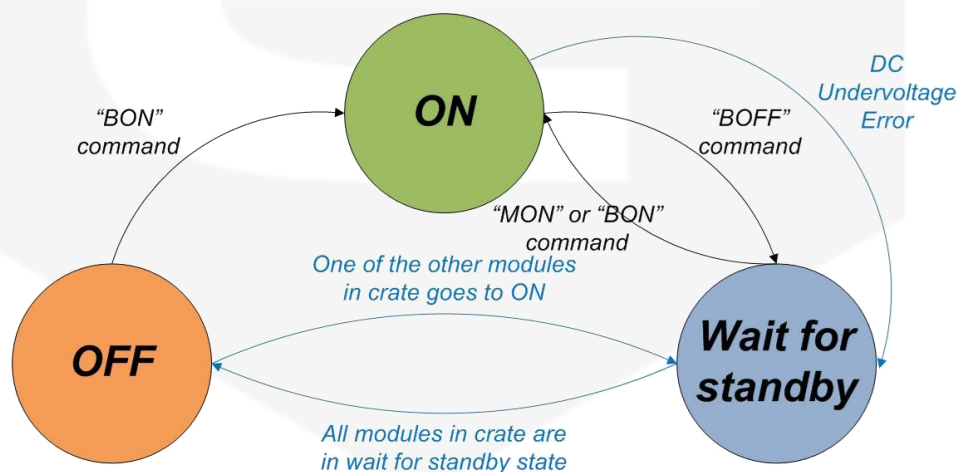 ON
DC
Undervoltage
Error
“BON”
command
“BOFF”
command
“MON” or “BON”
command
One of the other modules
in crate goes to ON
OFF
Wait for
standby
All modules in crate are
in wait for standby state